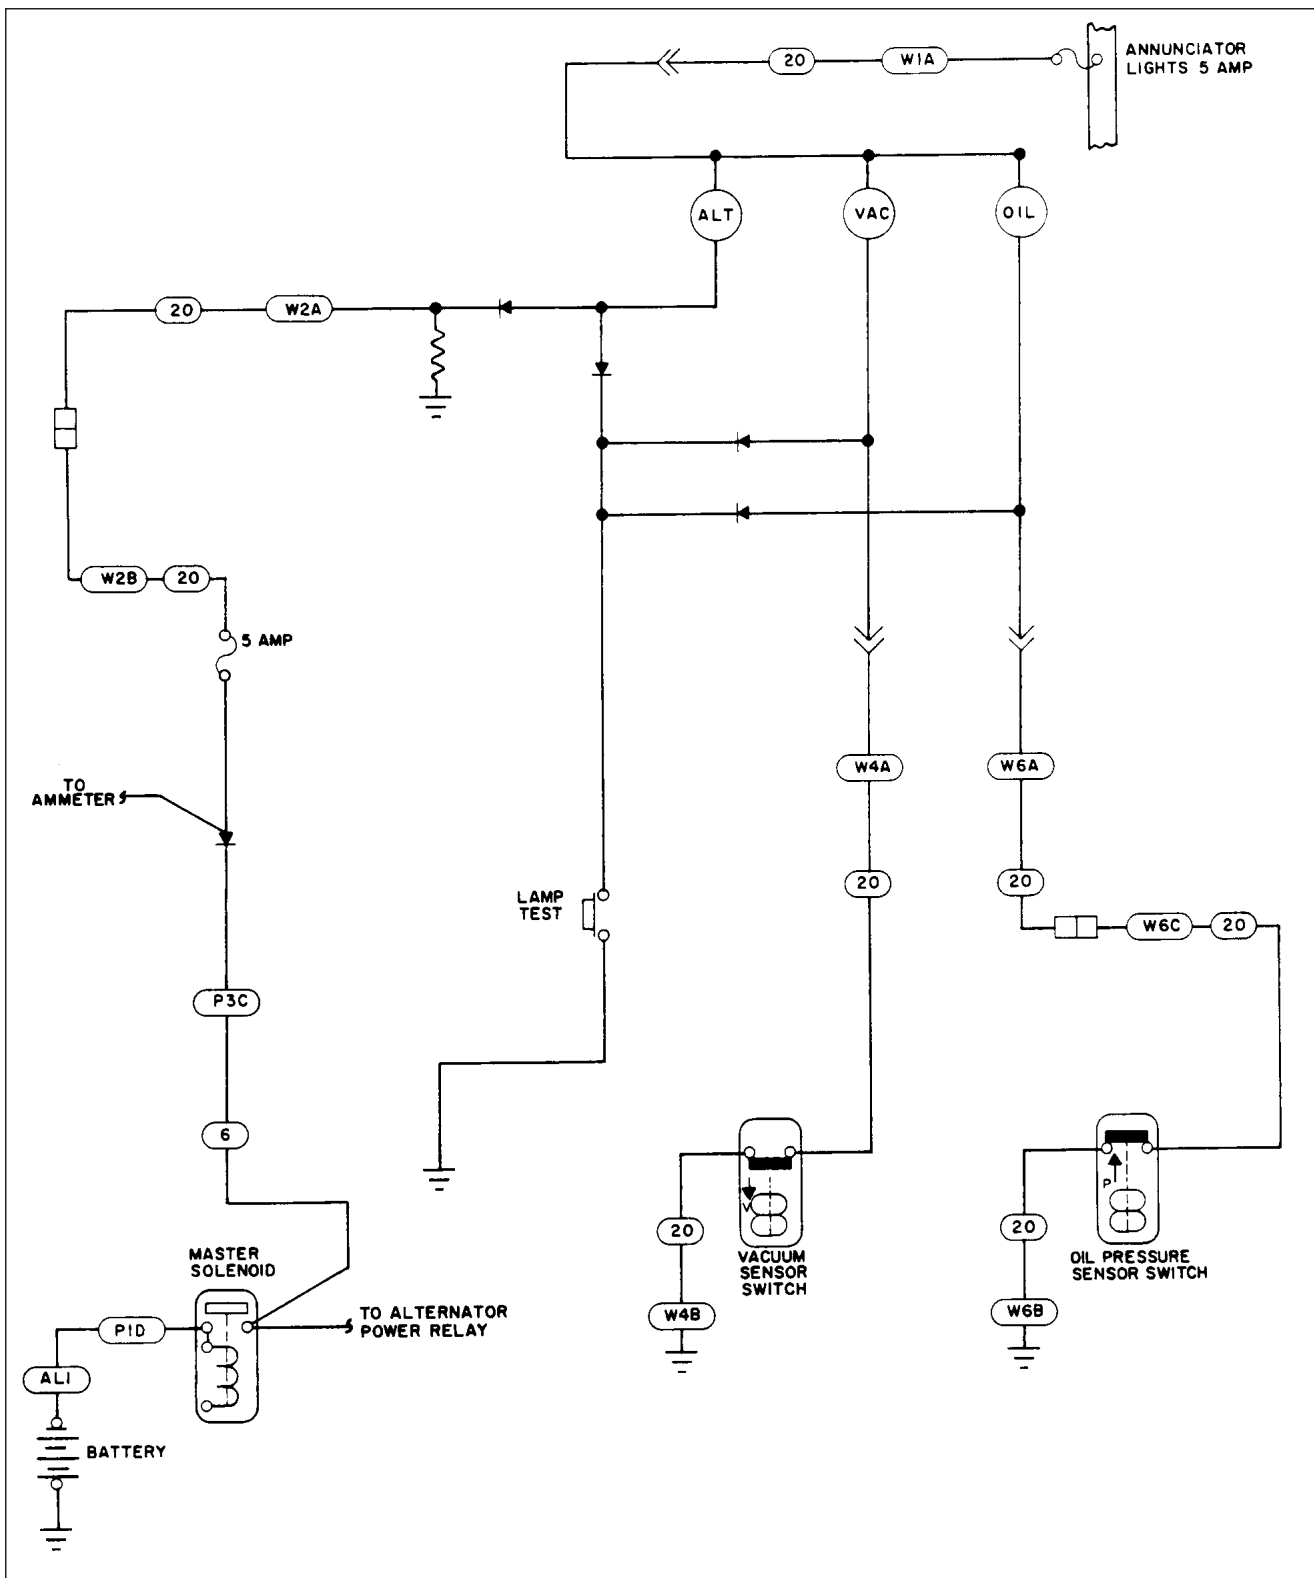 ANNUNCIATOR
LIGHTS 5 AMP
20
W1A
ALT
VAC
OIL
20
W2A
W2B
20
5 AMP
TO
AMMETER
W4A
W6A
20
20
LAMP
TEST
W6C
20
P3C
6
P
V
20
20
MASTER
SOLENOID
VACUUM
SENSOR
SWITCH
OIL PRESSURE
SENSOR SWITCH
W4B
W6B
TO ALTERNATOR
POWER RELAY
P1D
AL1
BATTERY